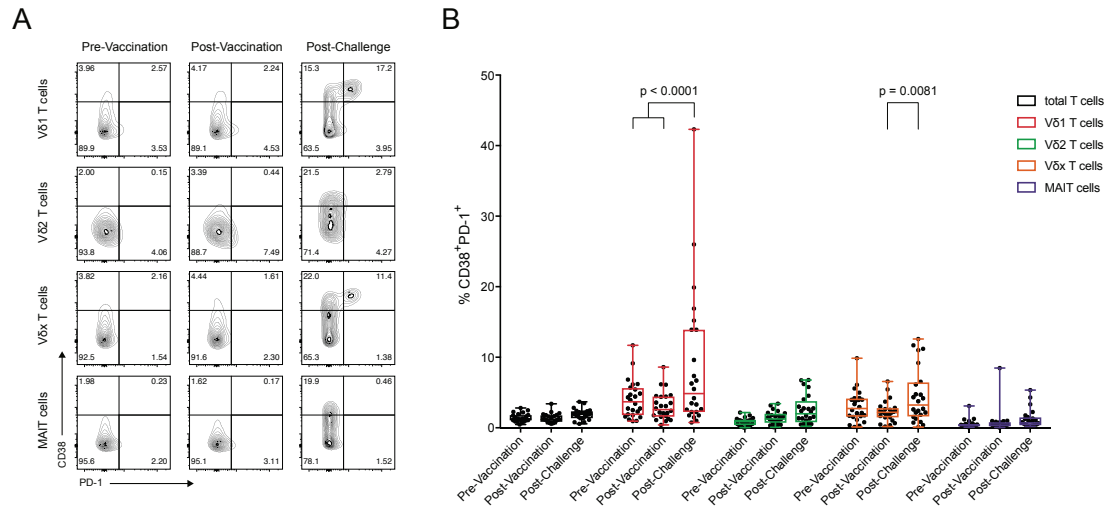 A
Pre-Vaccination Post-Vaccination Post-Challenge
Vδ1 T cells
3.96 2.57 4.17 2.24 15.3 17.2
89.9 3.53 89.1 4.53 63.5 3.95
Vδ2 T cells
2.00 0.15 3.39 0.44 21.5 2.79
93.8 4.06 88.7 7.49 71.4 4.27
Vδx T cells
3.82 2.16 4.44 1.61 22.0 11.4
92.5 1.54 91.6 2.30 65.3 1.38
MAIT cells
1.98 0.23 1.62 0.17 19.9 0.46
95.6 2.20 95.1 3.11 78.1 1.52
CD38
PD-1
B
% CD38+PD-1+
50
40
30
20
10
0
p < 0.0001
p = 0.0081
total T cells
Vδ1 T cells
Vδ2 T cells
Vδx T cells
MAIT cells
Pre-Vaccination
Post-Vaccination
Post-Challenge
Pre-Vaccination
Post-Vaccination
Post-Challenge
Pre-Vaccination
Post-Vaccination
Post-Challenge
Pre-Vaccination
Post-Vaccination
Post-Challenge
Pre-Vaccination
Post-Vaccination
Post-Challenge